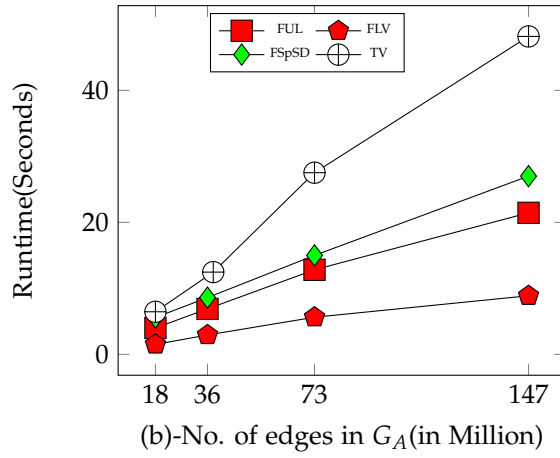 FUL FLV
FSpSD TV
Runtime(Seconds)
40
20
0
18 36 73 147
(b)-No. of edges in G_A(in Million)